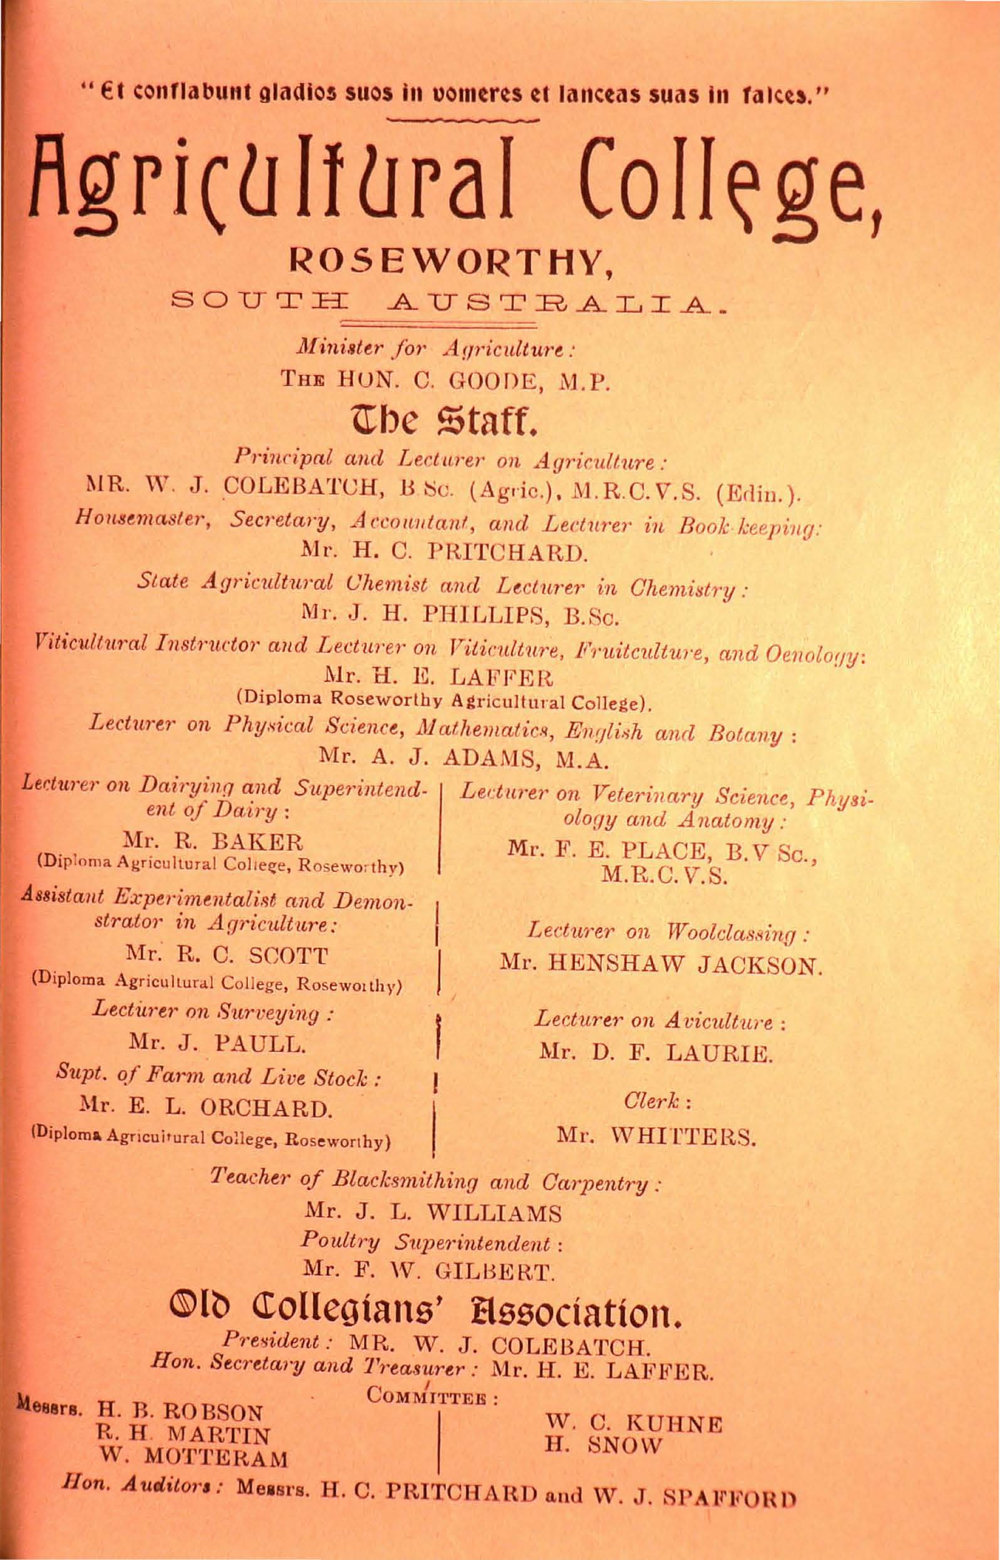 "Et conflabunt gladios suos in vomeres et lanceas suas in falces."
Agricultural College,
ROSEWORTHY,
SOUTH AUSTRALIA.
Minister for Agriculture:
THE HON. C. GOODE, M.P.
The Staff.
Principal and Lecturer on Agriculture:
MR. W. J. COLEBATCH, B.Sc. (Agric.), M.R.C.V.S. (Edin.).
Housemaster, Secretary, Accountant, and Lecturer in Book-keeping:
Mr. H. C. PRITCHARD.
State Agricultural Chemist and Lecturer in Chemistry:
Mr. J. H. PHILLIPS, B.Sc.
Viticultural Instructor and Lecturer on Viticulture, Fruitculture, and Oenology:
Mr. H. E. LAFFER
(Diploma Roseworthy Agricultural College).
Lecturer on Physical Science, Mathematics, English and Botany:
Mr. A. J. ADAMS, M.A.
Lecturer on Dairying and Superintend-
ent of Dairy:
Mr. R. BAKER
(Diploma Agricultural College, Roseworthy)
Assistant Experimentalist and Demon-
strator in Agriculture:
Mr. R. C. SCOTT
(Diploma Agricultural College, Roseworthy)
Lecturer on Surveying:
Mr. J. PAULL.
Supt. of Farm and Live Stock:
Mr. E. L. ORCHARD.
(Diploma Agricultural College, Roseworthy)
Lecturer on Veterinary Science, Physi-
ology and Anatomy:
Mr. F. E. PLACE, B.V.Sc.,
M.R.C.V.S.
Lecturer on Woolclassing:
Mr. HENSHAW JACKSON.
Lecturer on Aviculture:
Mr. D. F. LAURIE.
Clerk:
Mr. WHITTERS.
Teacher of Blacksmithing and Carpentry:
Mr. J. L. WILLIAMS
Poultry Superintendent:
Mr. F. W. GILBERT.
Old Collegians' Association.
President: MR. W. J. COLEBATCH.
Hon. Secretary and Treasurer: Mr. H. E. LAFFER.
COMMITTEE:
Messrs. H. B. ROBSON
R. H. MARTIN
W. MOTTERAM
W. C. KUHNE
H. SNOW
Hon. Auditors: Messrs. H. C. PRITCHARD and W. J. SPAFFORD